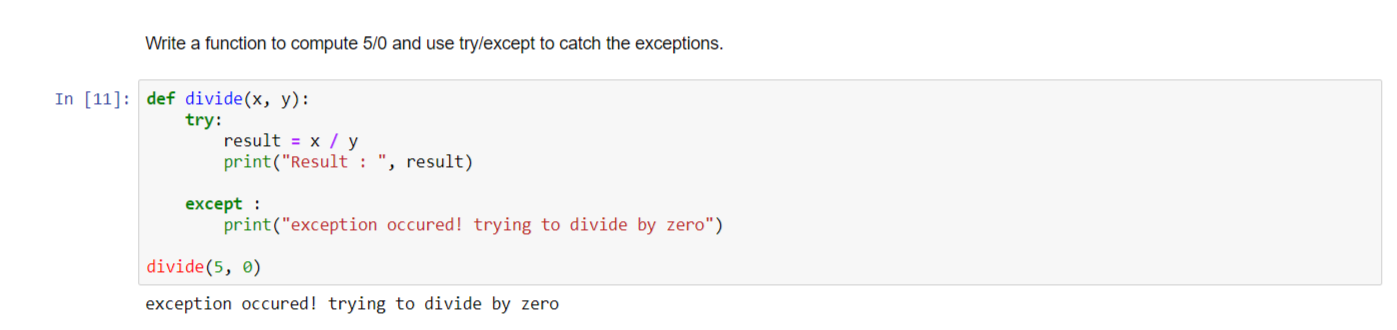 Write a function to compute 5/0 and use try/except to catch the exceptions.
In [11]: def divide(x, y):
    try:
        result = x / y
        print("Result : ", result)
    except :
        print("exception occured! trying to divide by zero")
divide(5, 0)
exception occured! trying to divide by zero